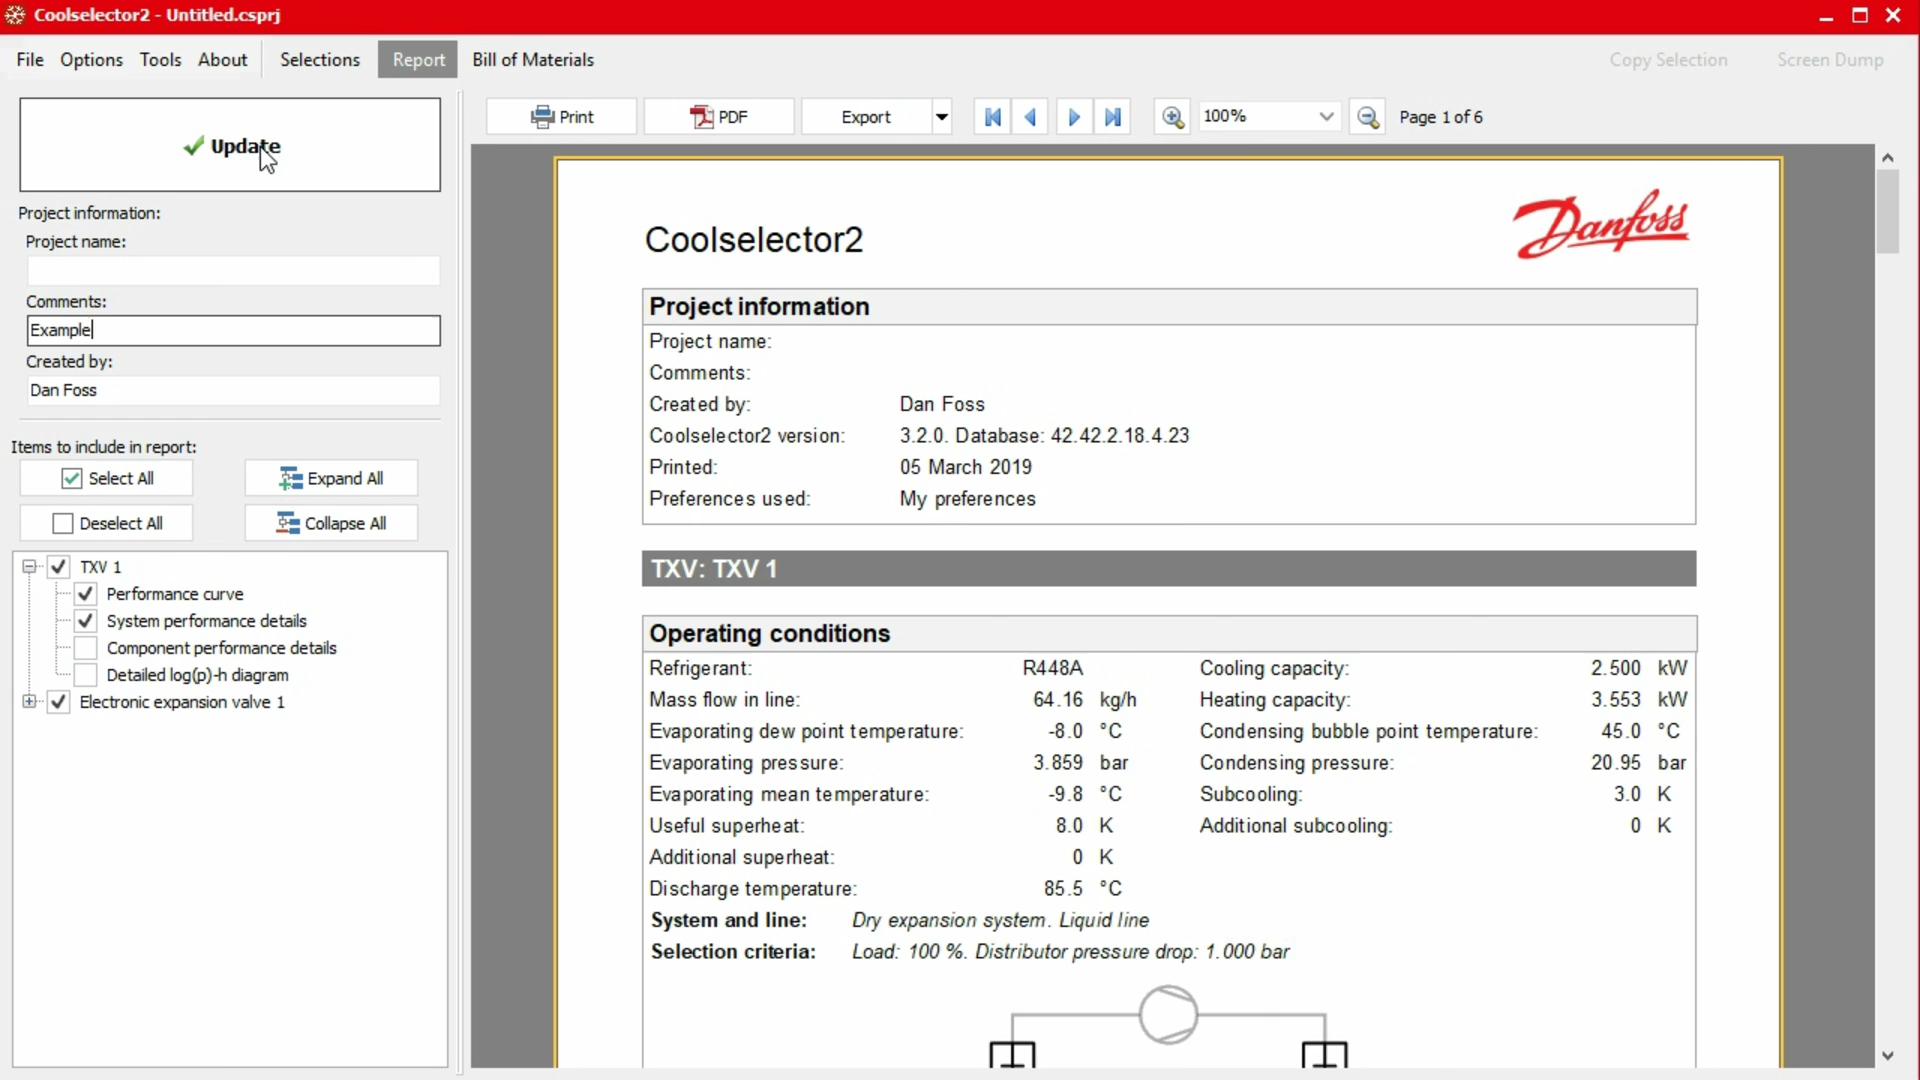 Coolselector2 - Untitled.csprj
File Options Tools About Selections Report Bill of Materials Copy Selection Screen Dump
Update
Project information:
Project name:
Comments:
Example
Created by:
Dan Foss
Items to include in report:
Select All Expand All
Deselect All Collapse All
TXV 1
Performance curve
System performance details
Component performance details
Detailed log(p)-h diagram
Electronic expansion valve 1
Print PDF Export 100% Page 1 of 6
Coolselector2
Danfoss
Project information
Project name:
Comments:
Created by: Dan Foss
Coolselector2 version: 3.2.0. Database: 42.42.2.18.4.23
Printed: 05 March 2019
Preferences used: My preferences
TXV: TXV 1
Operating conditions
Refrigerant: R448A Cooling capacity: 2.500 kW
Mass flow in line: 64.16 kg/h Heating capacity: 3.553 kW
Evaporating dew point temperature: -8.0 °C Condensing bubble point temperature: 45.0 °C
Evaporating pressure: 3.859 bar Condensing pressure: 20.95 bar
Evaporating mean temperature: -9.8 °C Subcooling: 3.0 K
Useful superheat: 8.0 K Additional subcooling: 0 K
Additional superheat: 0 K
Discharge temperature: 85.5 °C
System and line: Dry expansion system. Liquid line
Selection criteria: Load: 100 %. Distributor pressure drop: 1.000 bar